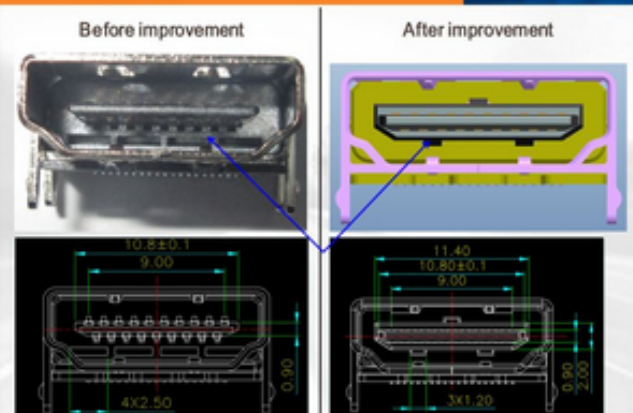 Before improvement
After improvement
10.8±0.1
9.00
0.90
4X2.50
11.40
10.80±0.1
9.00
0.90
2.00
3X1.20